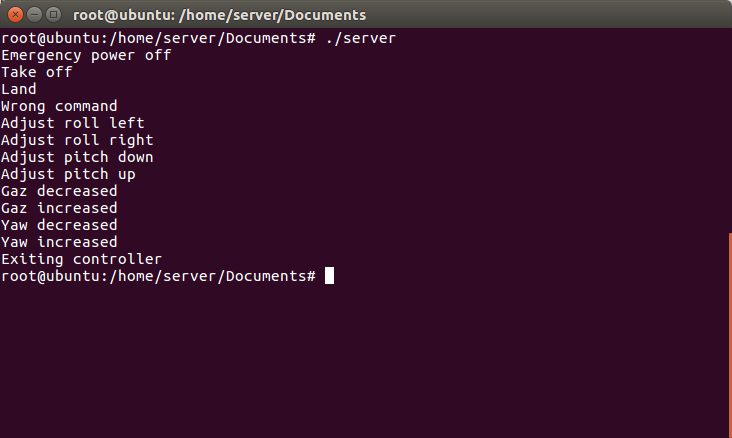 root@ubuntu: /home/server/Documents
root@ubuntu:/home/server/Documents# ./server
Emergency power off
Take off
Land
Wrong command
Adjust roll left
Adjust roll right
Adjust pitch down
Adjust pitch up
Gaz decreased
Gaz increased
Yaw decreased
Yaw increased
Exiting controller
root@ubuntu:/home/server/Documents#